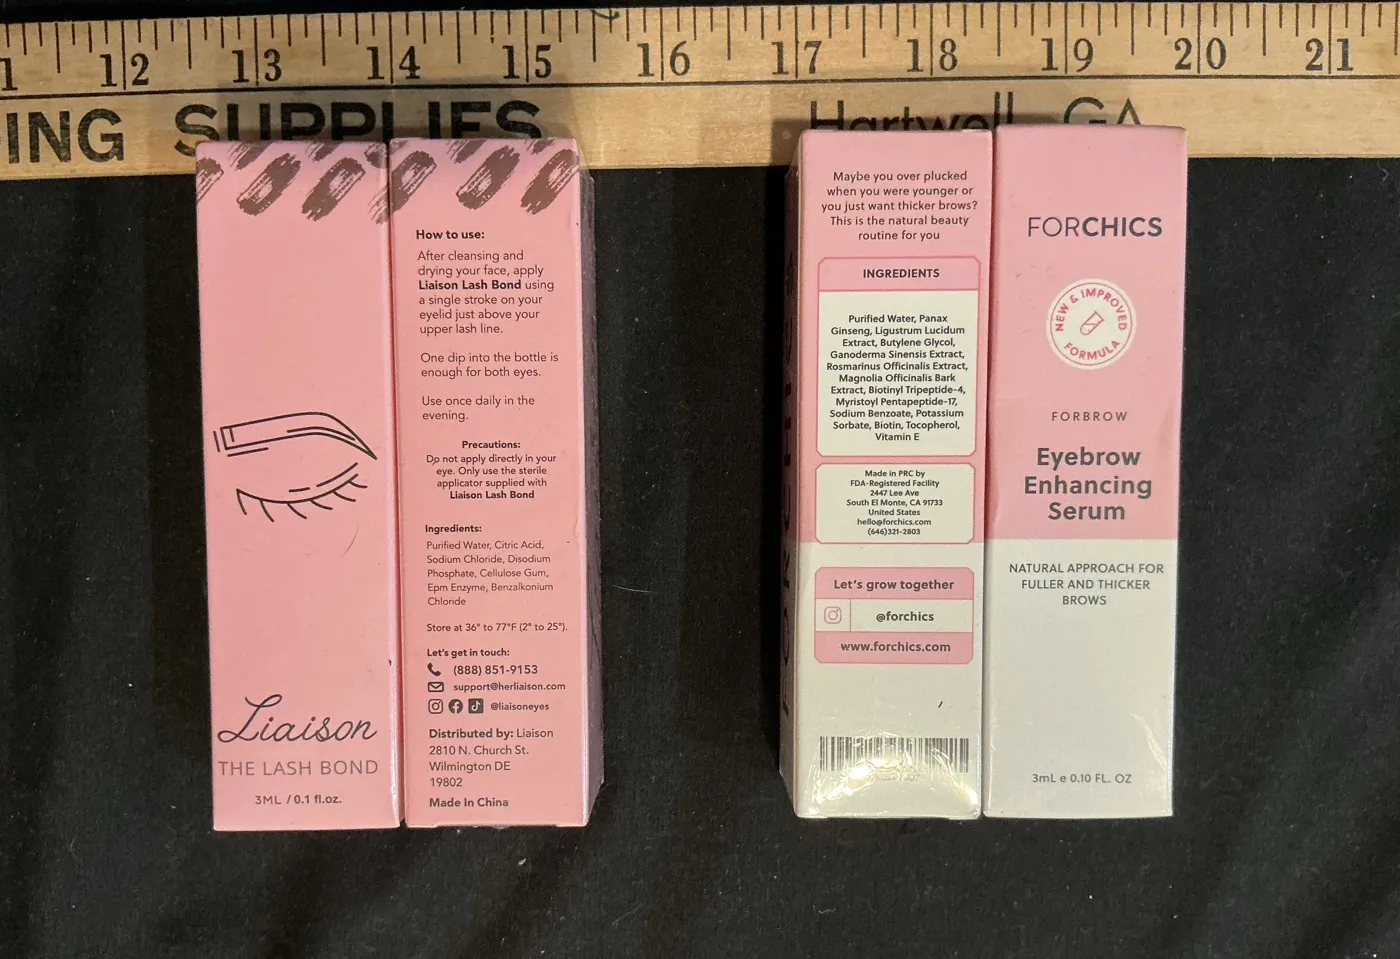 12 13 14 15 16 17 18 19 20 21
ING SUPPLIES Hartwell GA
Liaison
THE LASH BOND
3ML / 0.1 fl.oz.
How to use:
After cleansing and
drying your face, apply
Liaison Lash Bond using
a single stroke on your
eyelid just above your
upper lash line.
One dip into the bottle is
enough for both eyes.
Use once daily in the
evening.
Precautions:
Do not apply directly in your
eye. Only use the sterile
applicator supplied with
Liaison Lash Bond
Ingredients:
Purified Water, Citric Acid,
Sodium Chloride, Disodium
Phosphate, Cellulose Gum,
Epm Enzyme, Benzalkonium
Chloride
Store at 36° to 77°F (2° to 25°).
Let's get in touch:
(888) 851-9153
support@herliaison.com
@liaisoneyes
Distributed by: Liaison
2810 N. Church St.
Wilmington DE
19802
Made In China
Maybe you over plucked
when you were younger or
you just want thicker brows?
This is the natural beauty
routine for you
INGREDIENTS
Purified Water, Panax
Ginseng, Ligustrum Lucidum
Extract, Butylene Glycol,
Ganoderma Sinensis Extract,
Rosmarinus Officinalis Extract,
Magnolia Officinalis Bark
Extract, Biotinyl Tripeptide-4,
Myristoyl Pentapeptide-17,
Sodium Benzoate, Potassium
Sorbate, Biotin, Tocopherol,
Vitamin E
Made in PRC by
FDA-Registered Facility
2447 Lee Ave
South El Monte, CA 91733
United States
hello@forchics.com
(646)321-2803
Let's grow together
@forchics
www.forchics.com
FORCHICS
NEW & IMPROVED
FORMULA
FORBROW
Eyebrow
Enhancing
Serum
NATURAL APPROACH FOR
FULLER AND THICKER
BROWS
3mL e 0.10 FL. OZ